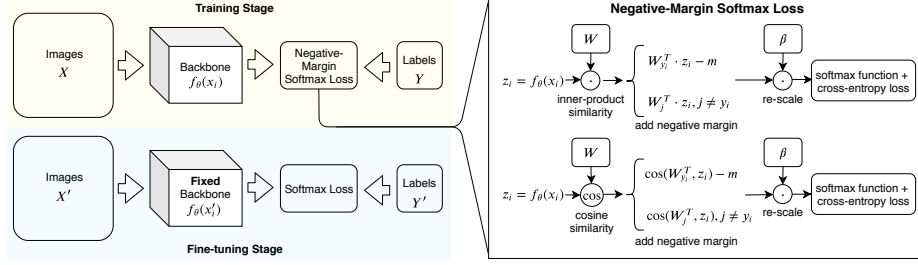 Training Stage
Images
X
Backbone
f_θ(x_i)
Negative-
Margin
Softmax Loss
Labels
Y
Images
X′
Fixed
Backbone
f_θ(x′_i)
Softmax Loss
Labels
Y′
Fine-tuning Stage
Negative-Margin Softmax Loss
W
z_i = f_θ(x_i)
·
inner-product
similarity
W_{y_i}^T · z_i − m
W_j^T · z_i, j ≠ y_i
add negative margin
β
·
re-scale
softmax function +
cross-entropy loss
W
z_i = f_θ(x_i)
cos
cosine
similarity
cos(W_{y_i}^T, z_i) − m
cos(W_j^T, z_i), j ≠ y_i
add negative margin
β
·
re-scale
softmax function +
cross-entropy loss